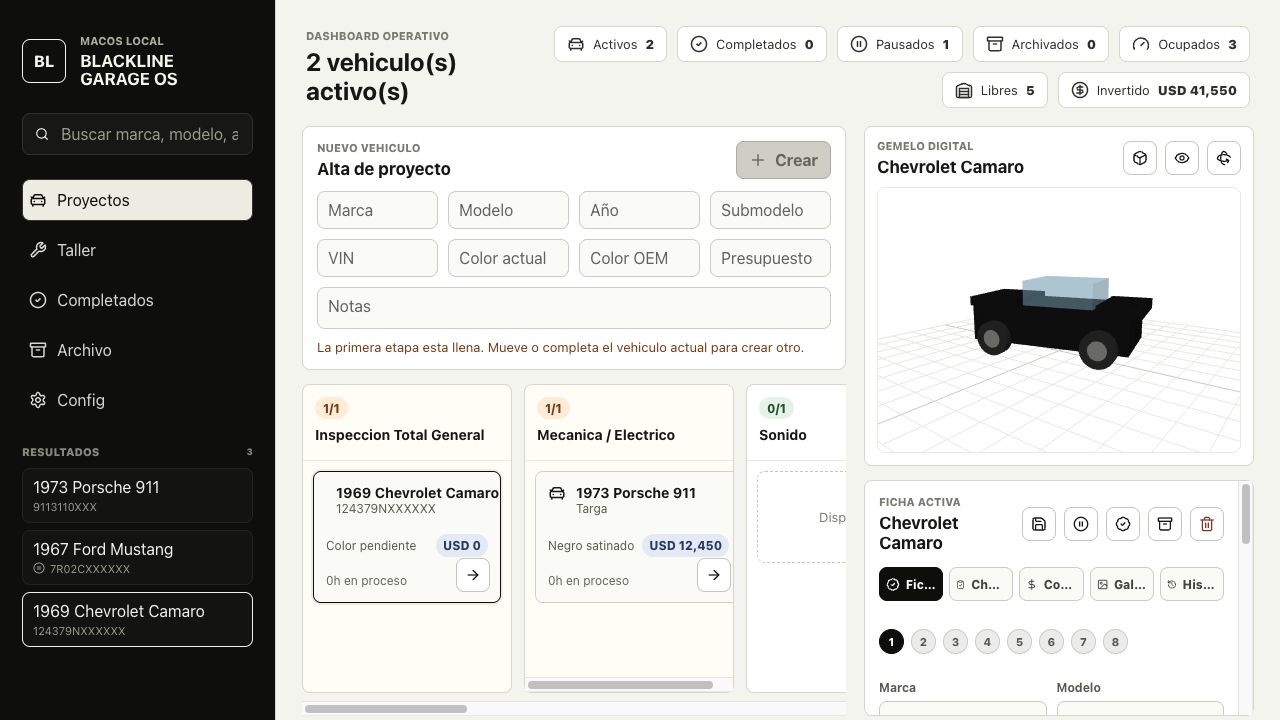 BL
MACOS LOCAL
BLACKLINE
GARAGE OS
Buscar marca, modelo, a
Proyectos
Taller
Completados
Archivo
Config
RESULTADOS 3
1973 Porsche 911
9113110XXX
1967 Ford Mustang
7R02CXXXXXX
1969 Chevrolet Camaro
124379NXXXXXX
DASHBOARD OPERATIVO
2 vehiculo(s)
activo(s)
Activos 2
Completados 0
Pausados 1
Archivados 0
Ocupados 3
Libres 5
Invertido USD 41,550
NUEVO VEHICULO
Alta de proyecto
Crear
Marca
Modelo
Año
Submodelo
VIN
Color actual
Color OEM
Presupuesto
Notas
La primera etapa esta llena. Mueve o completa el vehiculo actual para crear otro.
1/1
Inspeccion Total General
1969 Chevrolet Camaro
124379NXXXXXX
Color pendiente
USD 0
0h en proceso
1/1
Mecanica / Electrico
1973 Porsche 911
Targa
Negro satinado
USD 12,450
0h en proceso
0/1
Sonido
Disp
GEMELO DIGITAL
Chevrolet Camaro
FICHA ACTIVA
Chevrolet
Camaro
Fic...
Ch...
Co...
Gal...
His...
1 2 3 4 5 6 7 8
Marca
Modelo